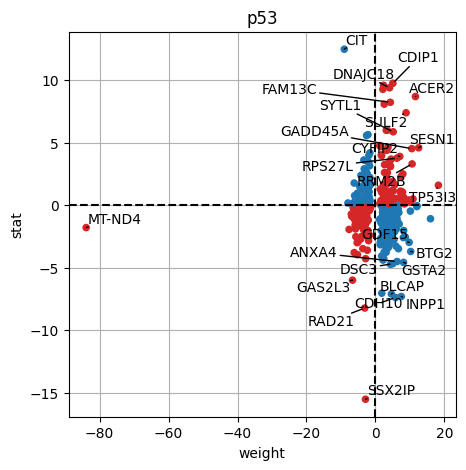 p53
CIT
CDIP1
DNAJC18
FAM13C
ACER2
SYTL1
SULF2
GADD45A
SESN1
CYFIP2
RPS27L
RRM2B
TP53I3
MT-ND4
GDF15
ANXA4
BTG2
DSC3
GSTA2
GAS2L3
BLCAP
CDH10
INPP1
RAD21
SSX2IP
10
5
0
−5
−10
−15
stat
−80
−60
−40
−20
0
20
weight